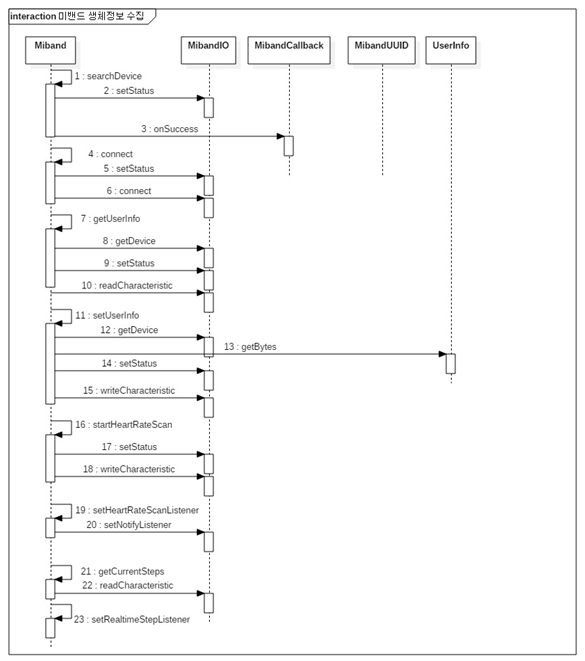 interaction 미밴드 생체정보 수집
Miband
MibandIO
MibandCallback
MibandUUID
UserInfo
1 : searchDevice
2 : setStatus
3 : onSuccess
4 : connect
5 : setStatus
6 : connect
7 : getUserInfo
8 : getDevice
9 : setStatus
10 : readCharacteristic
11 : setUserInfo
12 : getDevice
13 : getBytes
14 : setStatus
15 : writeCharacteristic
16 : startHeartRateScan
17 : setStatus
18 : writeCharacteristic
19 : setHeartRateScanListener
20 : setNotifyListener
21 : getCurrentSteps
22 : readCharacteristic
23 : setRealtimeStepListener